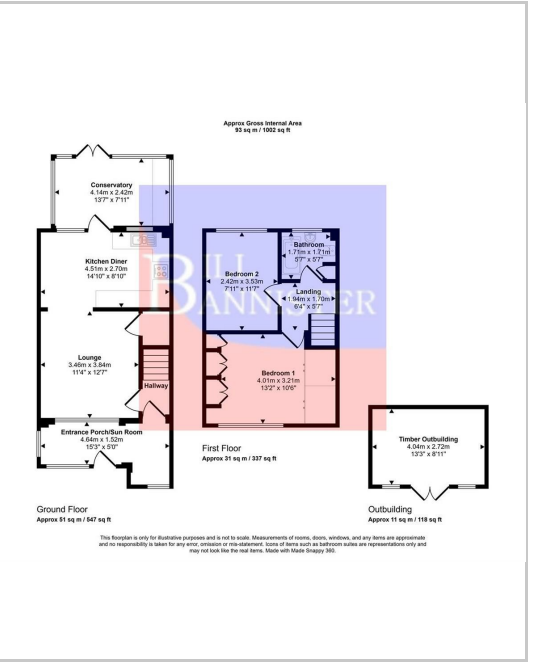 Approx Gross Internal Area
93 sq m / 1002 sq ft
Conservatory
4.14m x 2.42m
13'7" x 7'11"
Kitchen Diner
4.51m x 2.70m
14'10" x 8'10"
Lounge
3.46m x 3.84m
11'4" x 12'7"
Hallway
Entrance Porch/Sun Room
4.64m x 1.52m
15'3" x 5'0"
Ground Floor
Approx 51 sq m / 547 sq ft
BILL
BANNISTER
Bathroom
1.71m x 1.71m
5'7" x 5'7"
Bedroom 2
2.42m x 3.53m
7'11" x 11'7"
Landing
1.94m x 1.70m
6'4" x 5'7"
Bedroom 1
4.01m x 3.21m
13'2" x 10'6"
First Floor
Approx 31 sq m / 337 sq ft
Timber Outbuilding
4.04m x 2.72m
13'3" x 8'11"
Outbuilding
Approx 11 sq m / 118 sq ft
This floorplan is only for illustrative purposes and is not to scale. Measurements of rooms, doors, windows, and any items are approximate
and no responsibility is taken for any error, omission or mis-statement. Icons of items such as bathroom suites are representations only and
may not look like the real items. Made with Made Snappy 360.